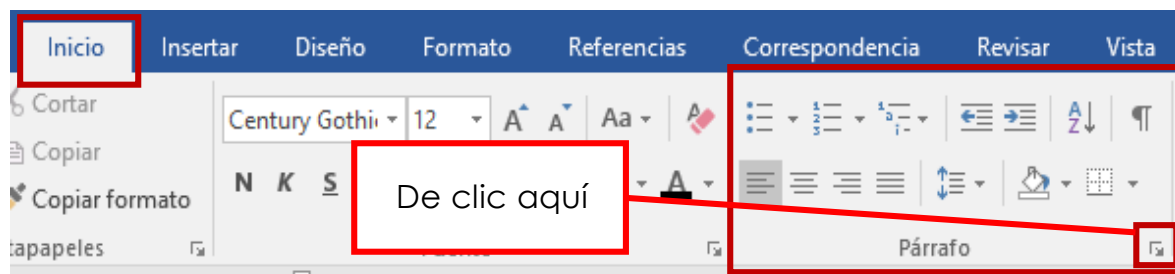 Inicio Insertar Diseño Formato Referencias Correspondencia Revisar Vista
Cortar
Century Gothi 12 A A Aa A
Copiar
N K S A
Copiar formato
De clic aquí
tapapeles Párrafo